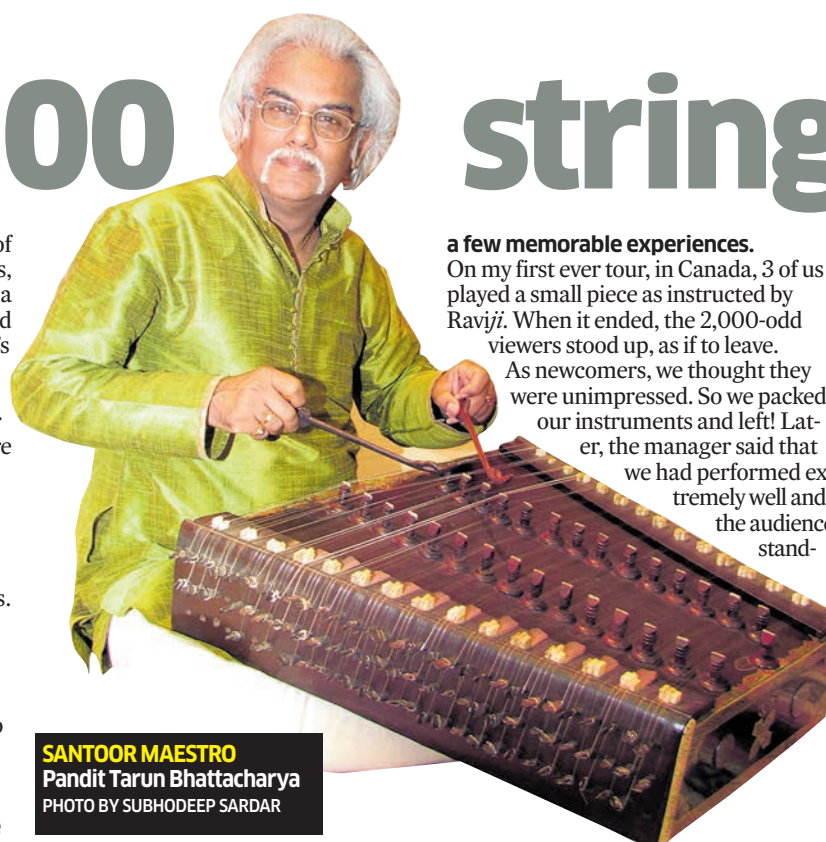 00 string
of
s,
a
d
's
re
s.
a few memorable experiences.
On my first ever tour, in Canada, 3 of us
played a small piece as instructed by
Raviji. When it ended, the 2,000-odd
viewers stood up, as if to leave.
As newcomers, we thought they
were unimpressed. So we packed
our instruments and left! Lat-
er, the manager said that
we had performed ex
tremely well and
the audience
stand-
SANTOOR MAESTRO
Pandit Tarun Bhattacharya
PHOTO BY SUBHODEEP SARDAR